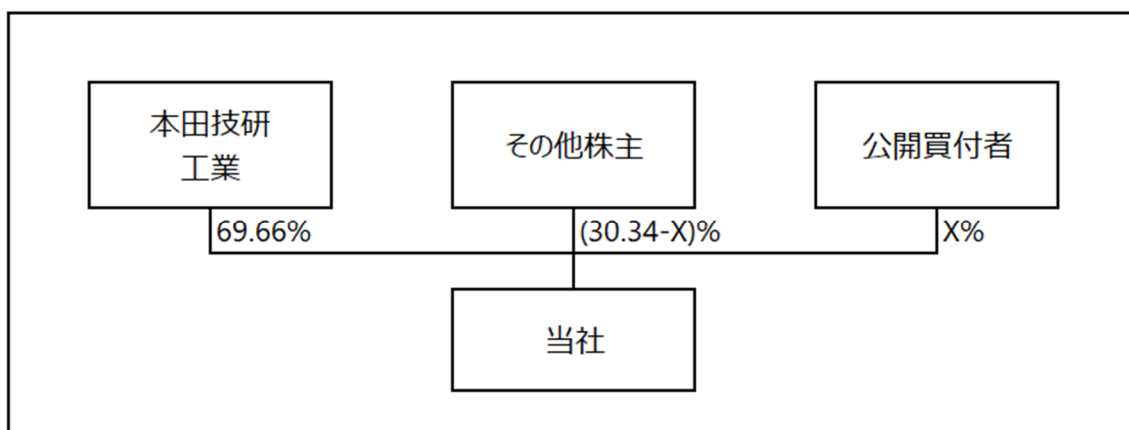 本田技研
工業
その他株主
公開買付者
69.66%
(30.34-X)%
X%
当社